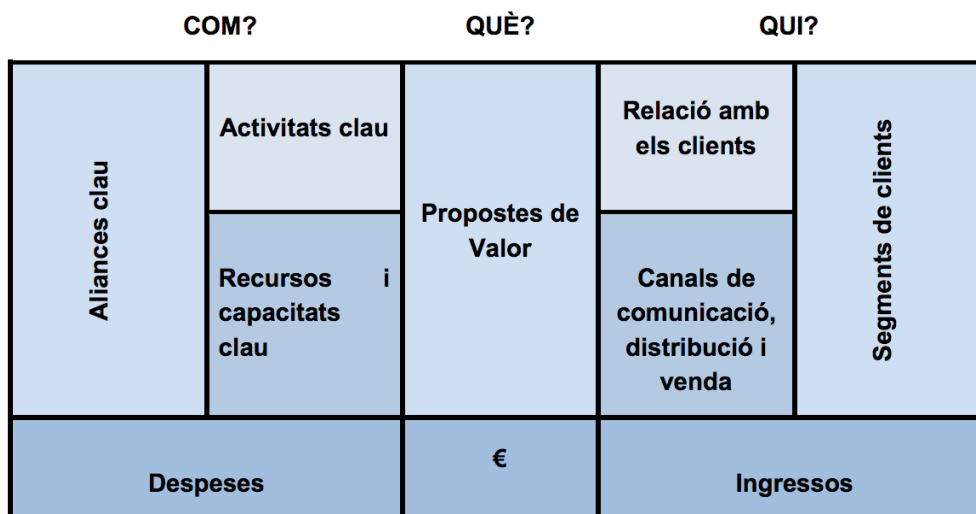 COM?
QUÈ?
QUI?
Aliances clau
Activitats clau
Recursos i
capacitats
clau
Propostes de
Valor
Relació amb
els clients
Canals de
comunicació,
distribució i
venda
Segments de clients
Despeses
€
Ingressos